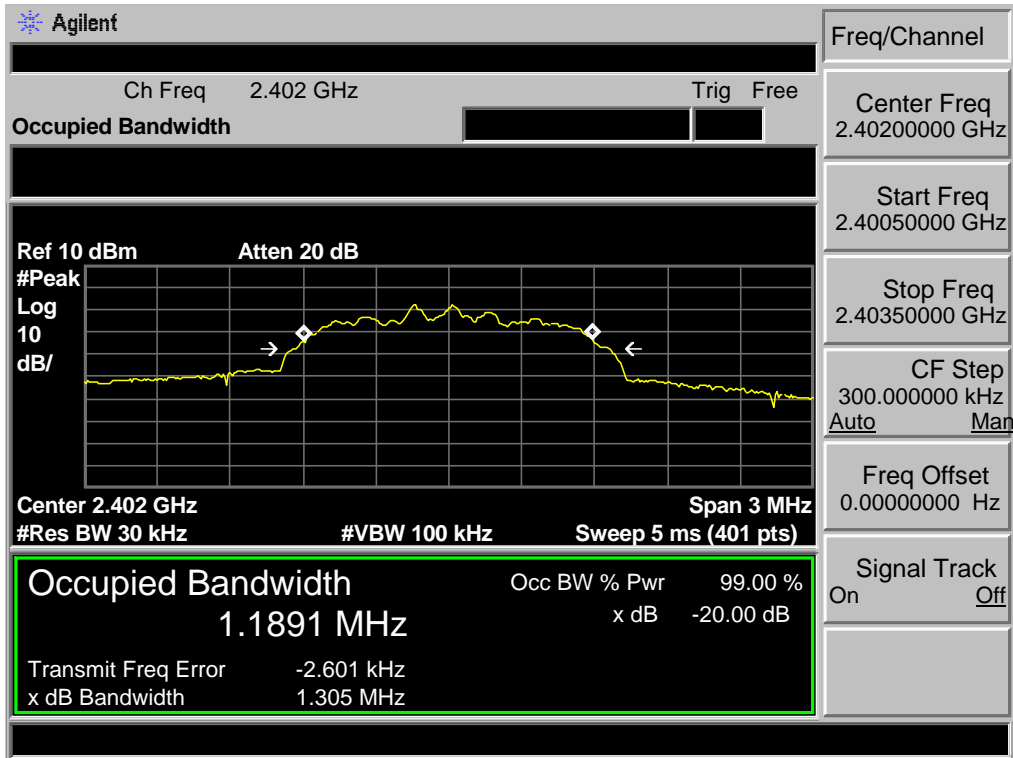 Agilent
Freq/Channel
Ch Freq 2.402 GHz Trig Free
Occupied Bandwidth
Center Freq
2.40200000 GHz
Start Freq
2.40050000 GHz
Stop Freq
2.40350000 GHz
CF Step
300.000000 kHz
Auto Man
Freq Offset
0.00000000 Hz
Signal Track
On Off
Ref 10 dBm Atten 20 dB
#Peak
Log
10
dB/
Center 2.402 GHz Span 3 MHz
#Res BW 30 kHz #VBW 100 kHz Sweep 5 ms (401 pts)
Occupied Bandwidth
1.1891 MHz
Occ BW % Pwr 99.00 %
x dB -20.00 dB
Transmit Freq Error -2.601 kHz
x dB Bandwidth 1.305 MHz